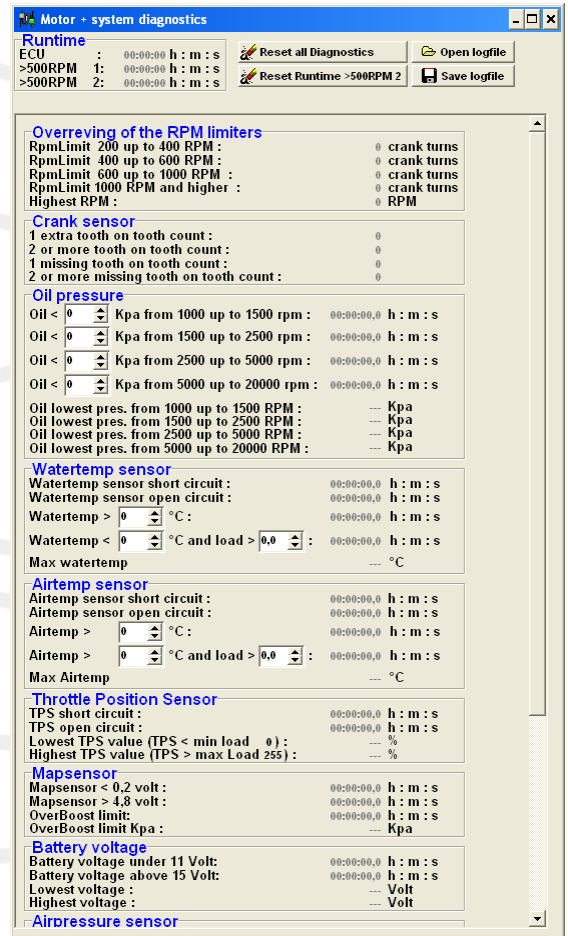 Motor + system diagnostics
Runtime
ECU : 00:00:00 h : m : s
>500RPM 1: 00:00:00 h : m : s
>500RPM 2: 00:00:00 h : m : s
Reset all Diagnostics
Open logfile
Reset Runtime >500RPM 2
Save logfile
Overreving of the RPM limiters
RpmLimit 200 up to 400 RPM : 0 crank turns
RpmLimit 400 up to 600 RPM : 0 crank turns
RpmLimit 600 up to 1000 RPM : 0 crank turns
RpmLimit 1000 RPM and higher : 0 crank turns
Highest RPM : 0 RPM
Crank sensor
1 extra tooth on tooth count : 0
2 or more tooth on tooth count : 0
1 missing tooth on tooth count : 0
2 or more missing tooth on tooth count : 0
Oil pressure
Oil < 0 Kpa from 1000 up to 1500 rpm : 00:00:00,0 h : m : s
Oil < 0 Kpa from 1500 up to 2500 rpm : 00:00:00,0 h : m : s
Oil < 0 Kpa from 2500 up to 5000 rpm : 00:00:00,0 h : m : s
Oil < 0 Kpa from 5000 up to 20000 rpm : 00:00:00,0 h : m : s
Oil lowest pres. from 1000 up to 1500 RPM : --- Kpa
Oil lowest pres. from 1500 up to 2500 RPM : --- Kpa
Oil lowest pres. from 2500 up to 5000 RPM : --- Kpa
Oil lowest pres. from 5000 up to 20000 RPM : --- Kpa
Watertemp sensor
Watertemp sensor short circuit : 00:00:00,0 h : m : s
Watertemp sensor open circuit : 00:00:00,0 h : m : s
Watertemp > 0 °C : 00:00:00,0 h : m : s
Watertemp < 0 °C and load > 0,0 : 00:00:00,0 h : m : s
Max watertemp --- °C
Airtemp sensor
Airtemp sensor short circuit : 00:00:00,0 h : m : s
Airtemp sensor open circuit : 00:00:00,0 h : m : s
Airtemp > 0 °C : 00:00:00,0 h : m : s
Airtemp > 0 °C and load > 0,0 : 00:00:00,0 h : m : s
Max Airtemp --- °C
Throttle Position Sensor
TPS short circuit : 00:00:00,0 h : m : s
TPS open circuit : 00:00:00,0 h : m : s
Lowest TPS value (TPS < min load 0) : --- %
Highest TPS value (TPS > max Load 255) : --- %
Mapsensor
Mapsensor < 0,2 volt : 00:00:00,0 h : m : s
Mapsensor > 4,8 volt : 00:00:00,0 h : m : s
OverBoost limit: 00:00:00,0 h : m : s
OverBoost limit Kpa : --- Kpa
Battery voltage
Battery voltage under 11 Volt: 00:00:00,0 h : m : s
Battery voltage above 15 Volt: 00:00:00,0 h : m : s
Lowest voltage : --- Volt
Highest voltage : --- Volt
Airpressure sensor